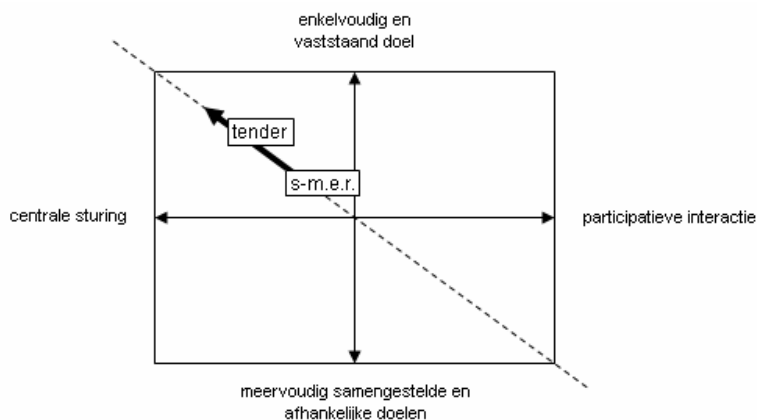 enkelvoudig en
vaststaand doel
tender
s-m.e.r.
centrale sturing
participatieve interactie
meervoudig samengestelde en
afhankelijke doelen